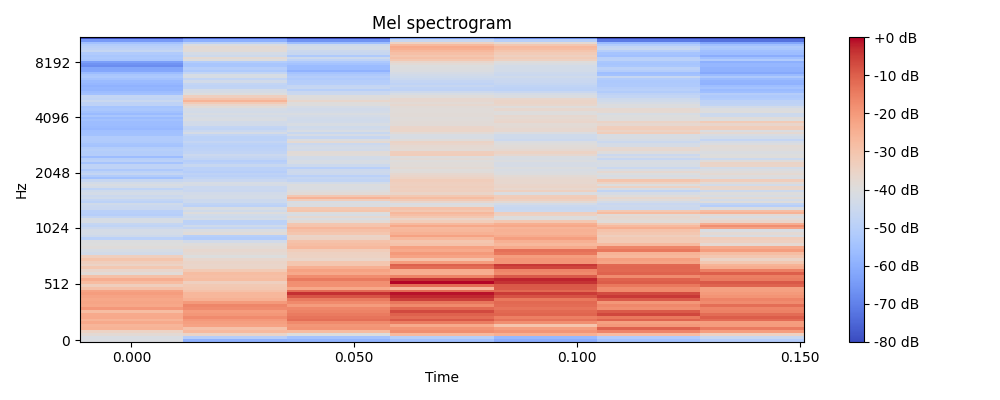 Mel spectrogram
Hz
8192
4096
2048
1024
512
0
0.000
0.050
0.100
0.150
Time
+0 dB
-10 dB
-20 dB
-30 dB
-40 dB
-50 dB
-60 dB
-70 dB
-80 dB